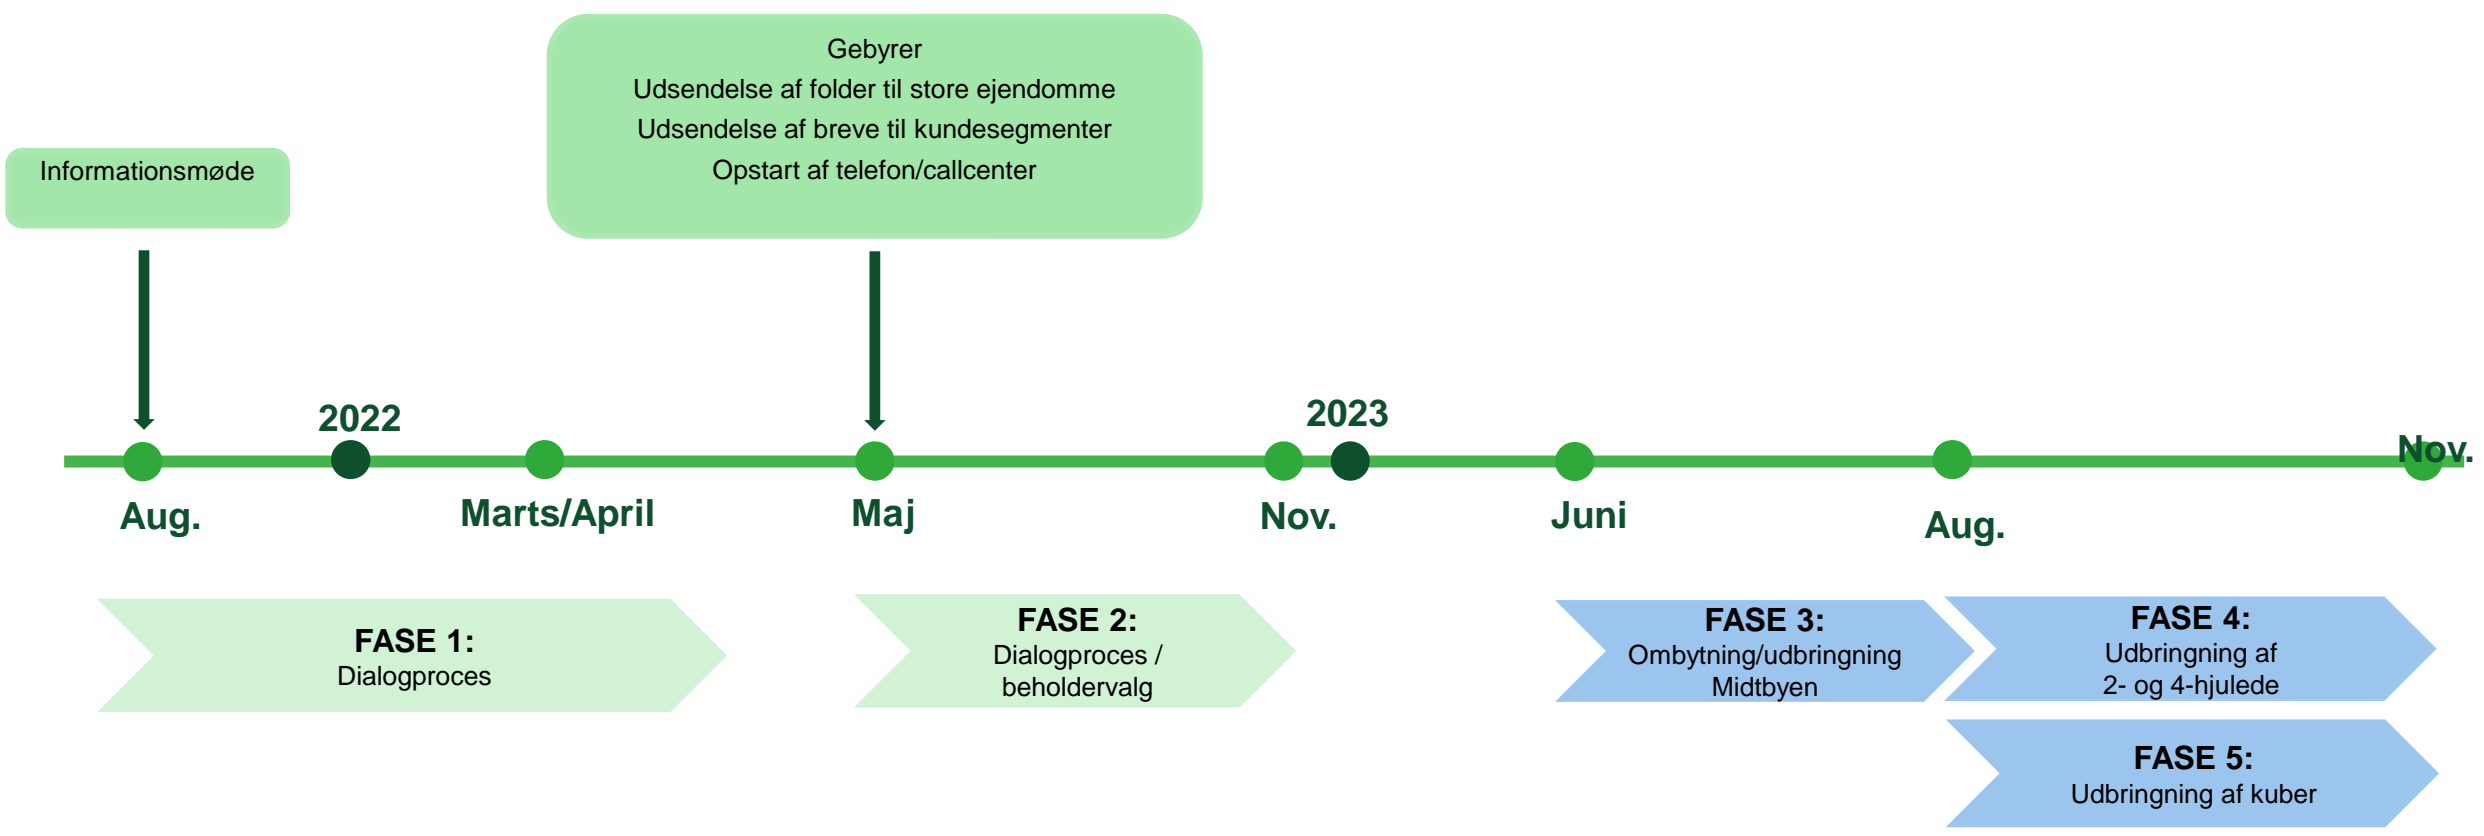 Gebyrer
Udsendelse af folder til store ejendomme
Udsendelse af breve til kundesegmenter
Opstart af telefon/callcenter
Informationsmøde
2022
2023
Aug.
Marts/April
Maj
Nov.
Juni
Aug.
Nov.
FASE 1:
Dialogproces
FASE 2:
Dialogproces /
beholdervalg
FASE 3:
Ombytning/udbringning
Midtbyen
FASE 4:
Udbringning af
2- og 4-hjulede
FASE 5:
Udbringning af kuber